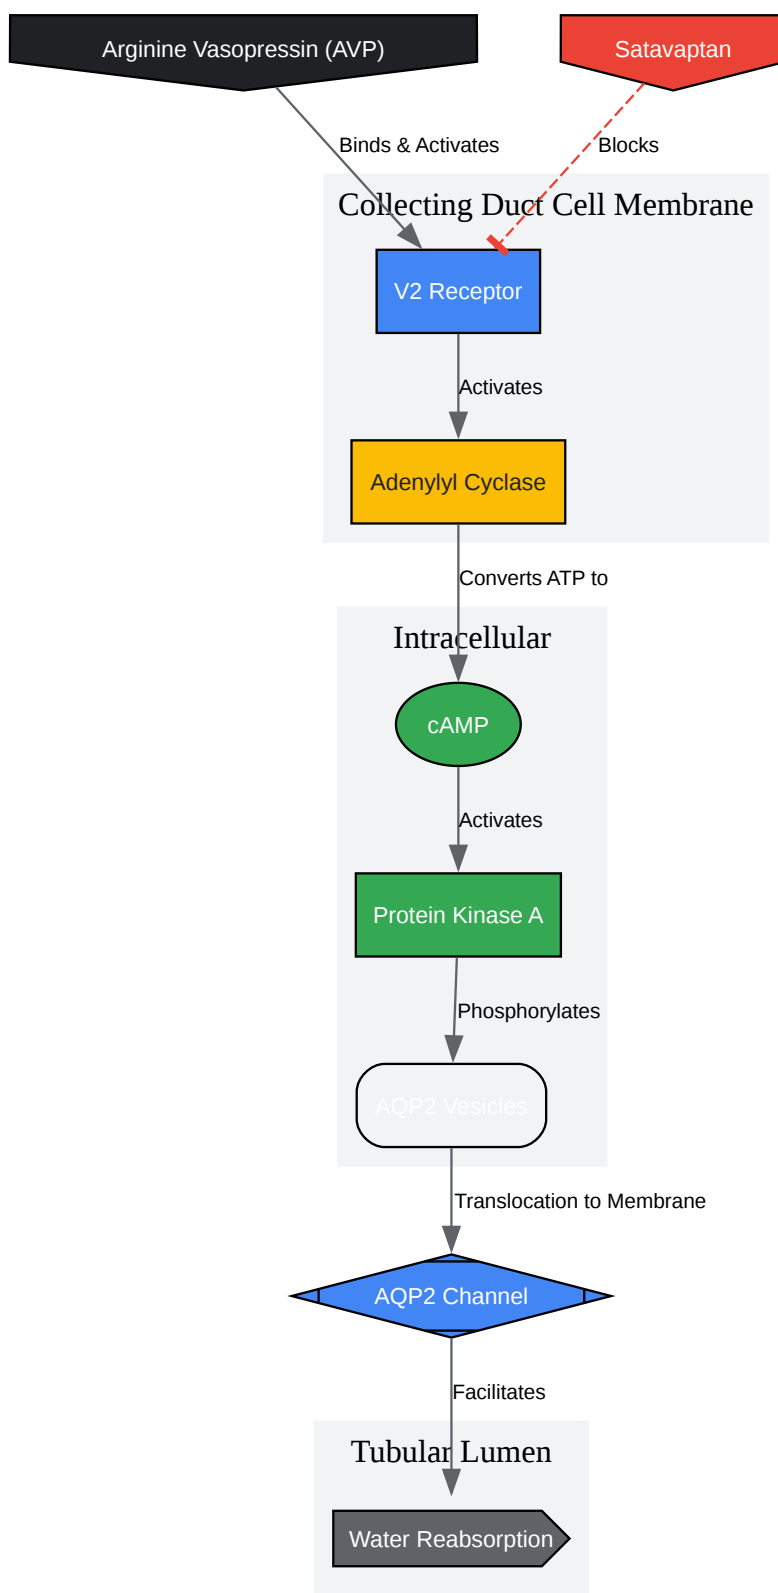 Arginine Vasopressin (AVP)
Satavaptan
Binds & Activates
Blocks
Collecting Duct Cell Membrane
V2 Receptor
Activates
Adenylyl Cyclase
Converts ATP to
Intracellular
cAMP
Activates
Protein Kinase A
Phosphorylates
AQP2 Vesicles
Translocation to Membrane
AQP2 Channel
Facilitates
Tubular Lumen
Water Reabsorption